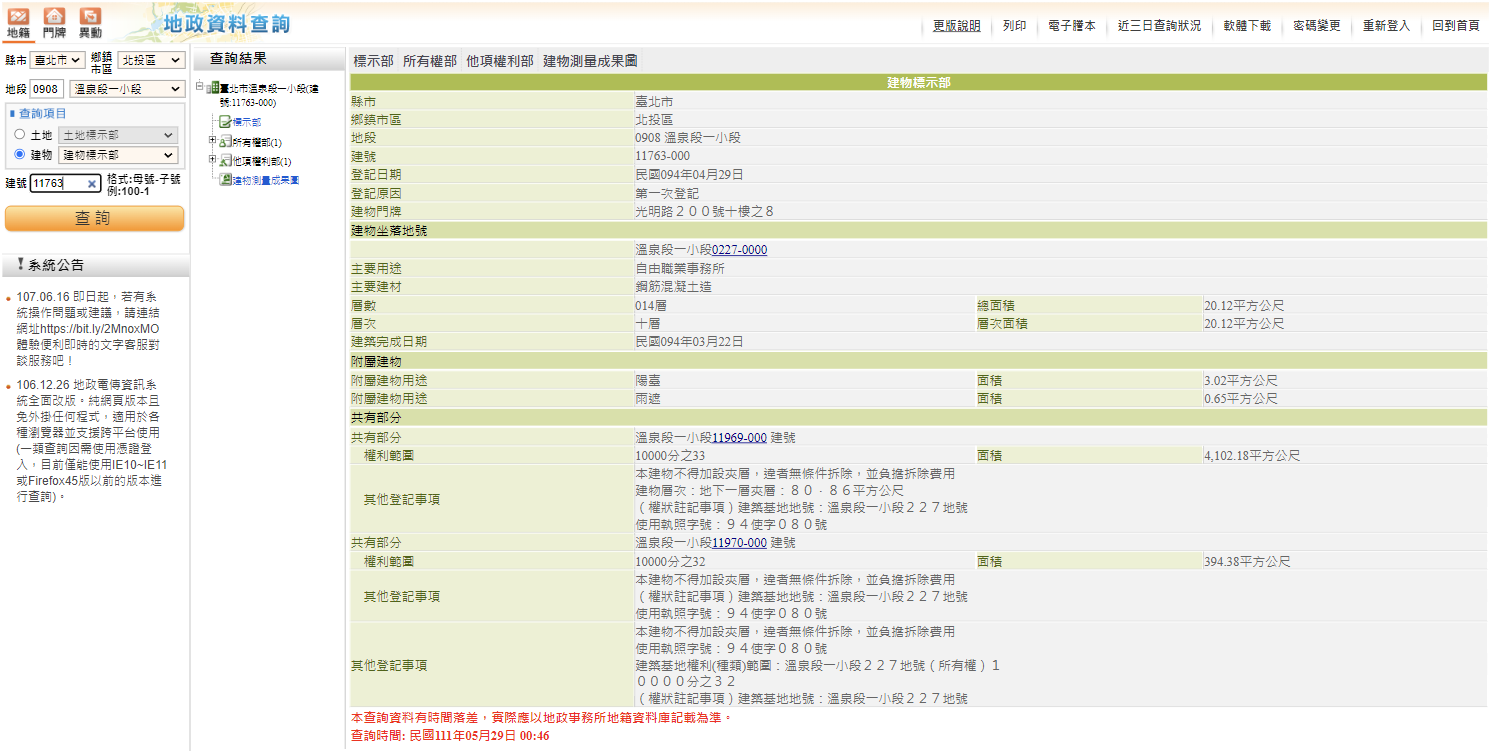 地籍 門牌 異動
地政資料查詢
更版說明 列印 電子謄本 近三日查詢狀況 軟體下載 密碼變更 重新登入 回到首頁
縣市 臺北市 鄉鎮市區 北投區
地段 0908 溫泉段一小段
查詢項目
土地 土地標示部
建物 建物標示部
建號 11763 格式:母號-子號
例:100-1
查 詢
系統公告
107.06.16 即日起，若有系
統操作問題或建議，請連結
網址https://bit.ly/2MnoxMO
體驗便利即時的文字客服對
談服務吧！
106.12.26 地政電傳資訊系
統全面改版。純網頁版本且
免外掛任何程式，適用於各
種瀏覽器並支援跨平台使用
(一類查詢因需使用憑證登
入，目前僅能使用IE10~IE11
或Firefox45版以前的版本進
行查詢)。
查詢結果
臺北市溫泉段一小段(建
號:11763-000)
標示部
所有權部(1)
他項權利部(1)
建物測量成果圖
標示部 所有權部 他項權利部 建物測量成果圖
建物標示部
縣市 臺北市
鄉鎮市區 北投區
地段 0908 溫泉段一小段
建號 11763-000
登記日期 民國094年04月29日
登記原因 第一次登記
建物門牌 光明路２００號十樓之８
建物坐落地號
溫泉段一小段0227-0000
主要用途 自由職業事務所
主要建材 鋼筋混凝土造
層數 014層 總面積 20.12平方公尺
層次 十層 層次面積 20.12平方公尺
建築完成日期 民國094年03月22日
附屬建物
附屬建物用途 陽臺 面積 3.02平方公尺
附屬建物用途 雨遮 面積 0.65平方公尺
共有部分
共有部分 溫泉段一小段11969-000 建號
權利範圍 10000分之33 面積 4,102.18平方公尺
其他登記事項 本建物不得加設夾層，違者無條件拆除，並負擔拆除費用
建物層次：地下一層夾層：８０．８６平方公尺
（權狀註記事項）建築基地地號：溫泉段一小段２２７地號
使用執照字號：９４使字０８０號
共有部分 溫泉段一小段11970-000 建號
權利範圍 10000分之32 面積 394.38平方公尺
其他登記事項 本建物不得加設夾層，違者無條件拆除，並負擔拆除費用
（權狀註記事項）建築基地地號：溫泉段一小段２２７地號
使用執照字號：９４使字０８０號
其他登記事項 本建物不得加設夾層，違者無條件拆除，並負擔拆除費用
使用執照字號：９４使字０８０號
建築基地權利(種類)範圍：溫泉段一小段２２７地號（所有權）１
００００分之３２
（權狀註記事項）建築基地地號：溫泉段一小段２２７地號
本查詢資料有時間落差，實際應以地政事務所地籍資料庫記載為準。
查詢時間: 民國111年05月29日 00:46